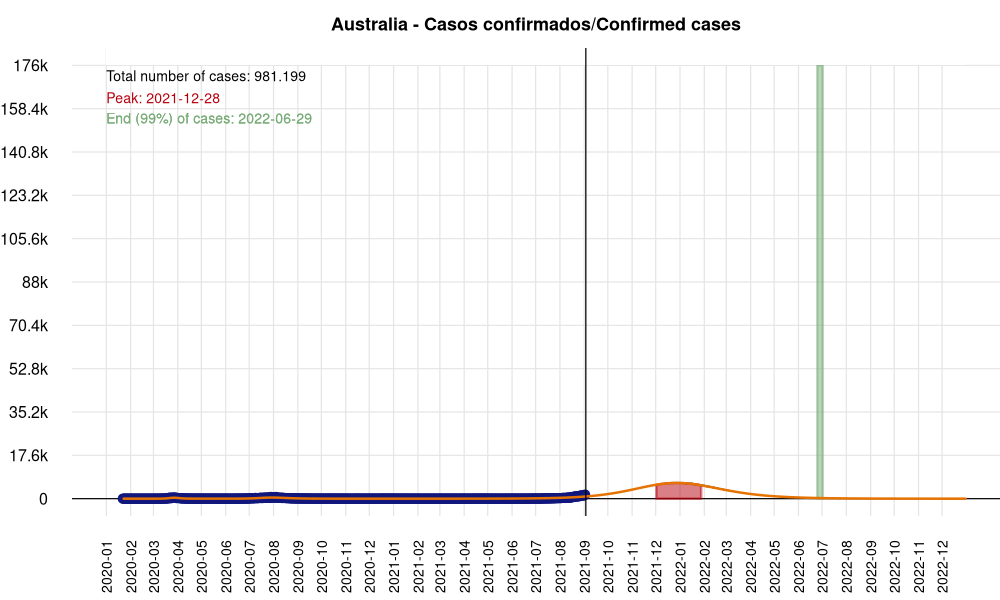 Australia - Casos confirmados/Confirmed cases
Total number of cases: 981.199
Peak: 2021-12-28
End (99%) of cases: 2022-06-29
176k
158.4k
140.8k
123.2k
105.6k
88k
70.4k
52.8k
35.2k
17.6k
0
2020-01
2020-02
2020-03
2020-04
2020-05
2020-06
2020-07
2020-08
2020-09
2020-10
2020-11
2020-12
2021-01
2021-02
2021-03
2021-04
2021-05
2021-06
2021-07
2021-08
2021-09
2021-10
2021-11
2021-12
2022-01
2022-02
2022-03
2022-04
2022-05
2022-06
2022-07
2022-08
2022-09
2022-10
2022-11
2022-12